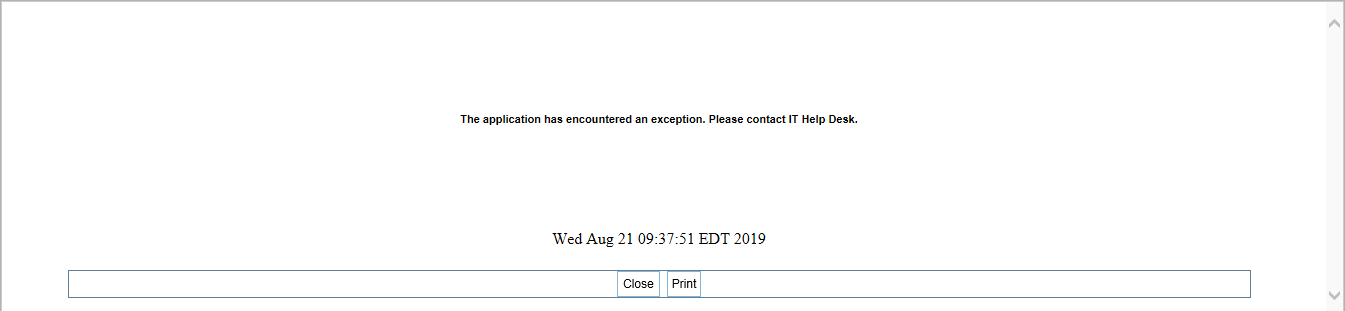 The application has encountered an exception. Please contact IT Help Desk.
Wed Aug 21 09:37:51 EDT 2019
Close Print